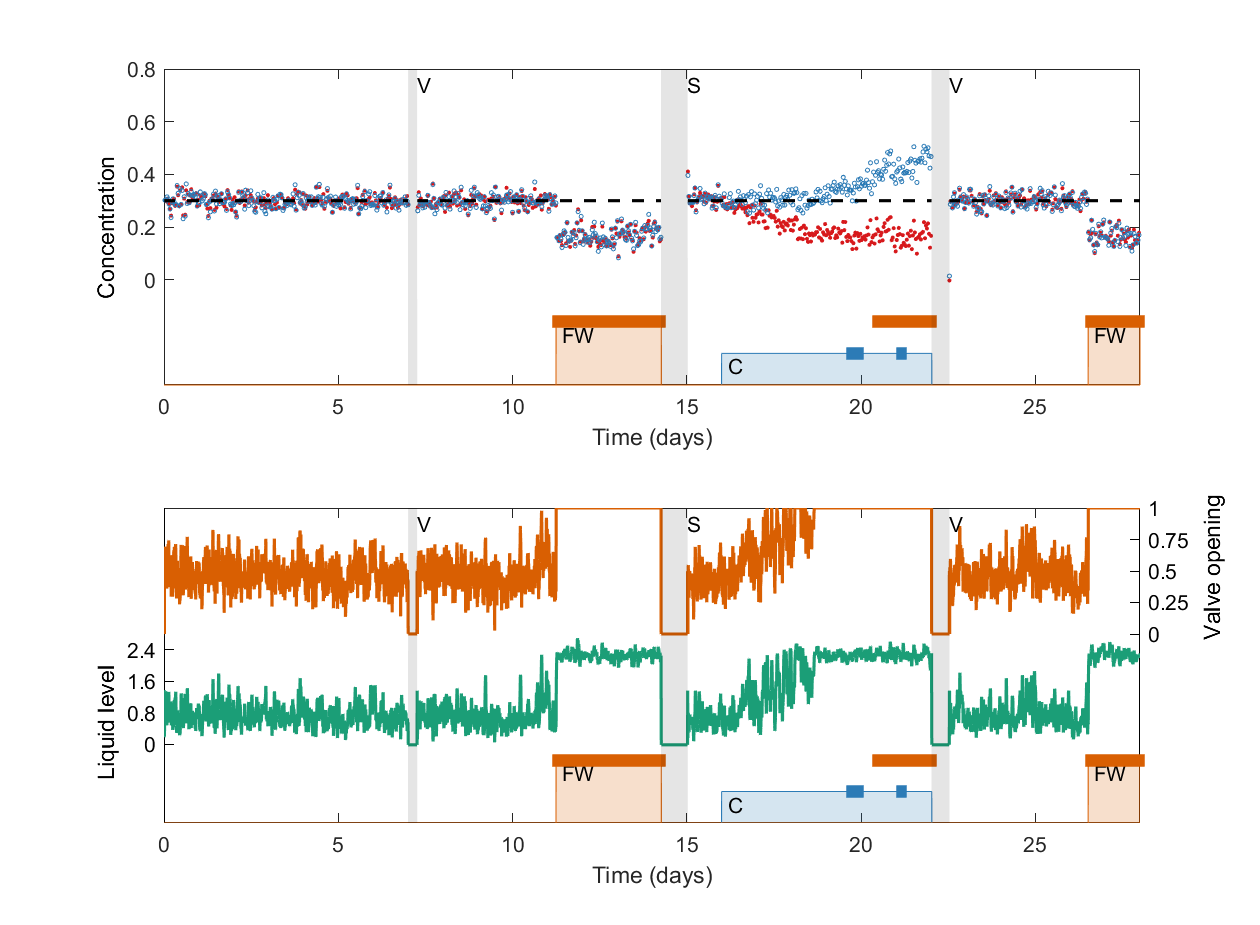 0.8
0.6
0.4
0.2
0
Concentration
V
S
V
FW
C
FW
0 5 10 15 20 25
Time (days)
V
S
V
1
0.75
0.5
0.25
0
Valve opening
2.4
1.6
0.8
0
Liquid level
FW
C
FW
0 5 10 15 20 25
Time (days)